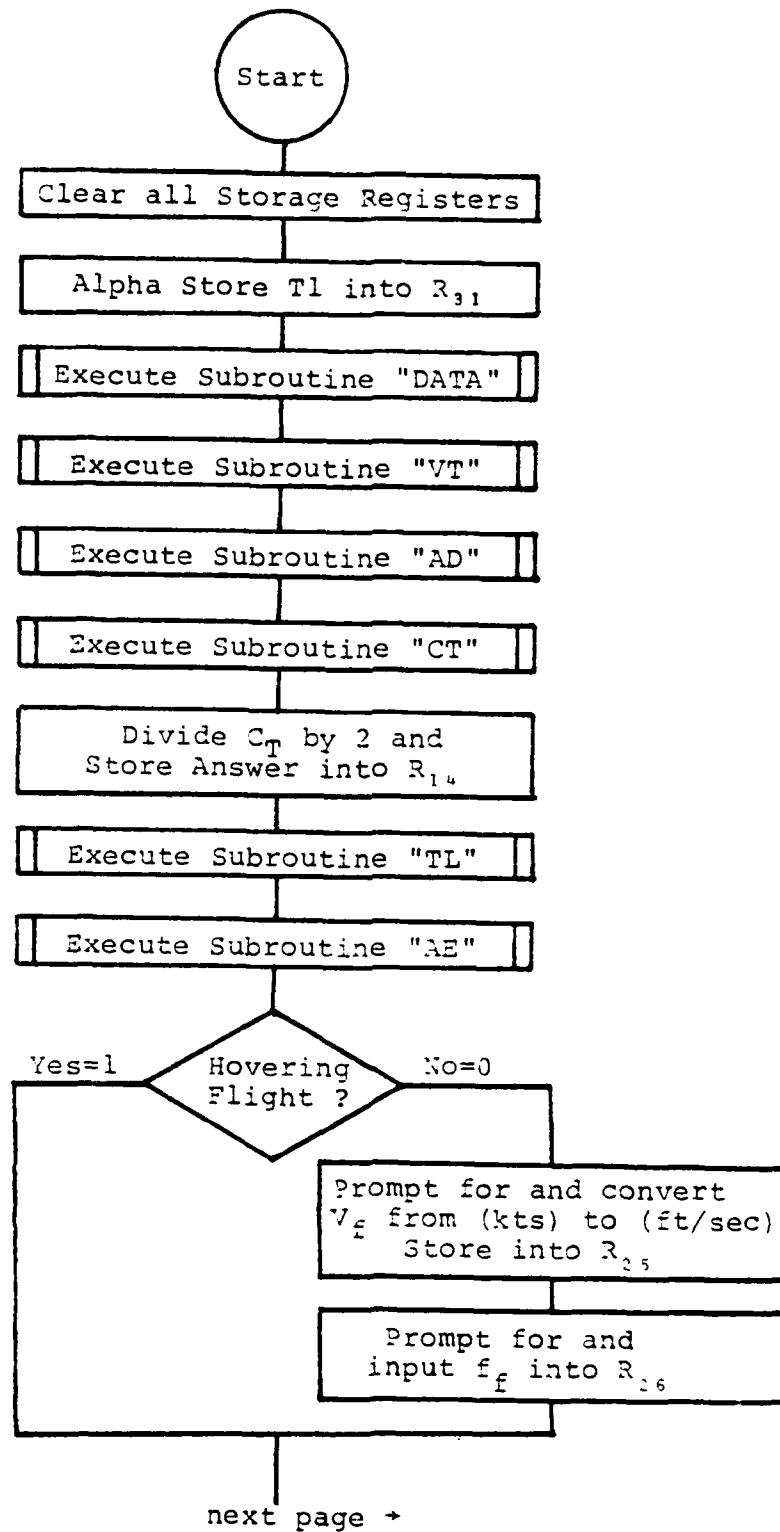 Start
Clear all Storage Registers
Alpha Store T1 into R₃₁
Execute Subroutine "DATA"
Execute Subroutine "VT"
Execute Subroutine "AD"
Execute Subroutine "CT"
Divide C_T by 2 and
Store Answer into R₁₄
Execute Subroutine "TL"
Execute Subroutine "AE"
Yes=1
Hovering
Flight ?
No=0
Prompt for and convert
V_f from (kts) to (ft/sec)
Store into R₂₅
Prompt for and
input f_f into R₂₆
next page →